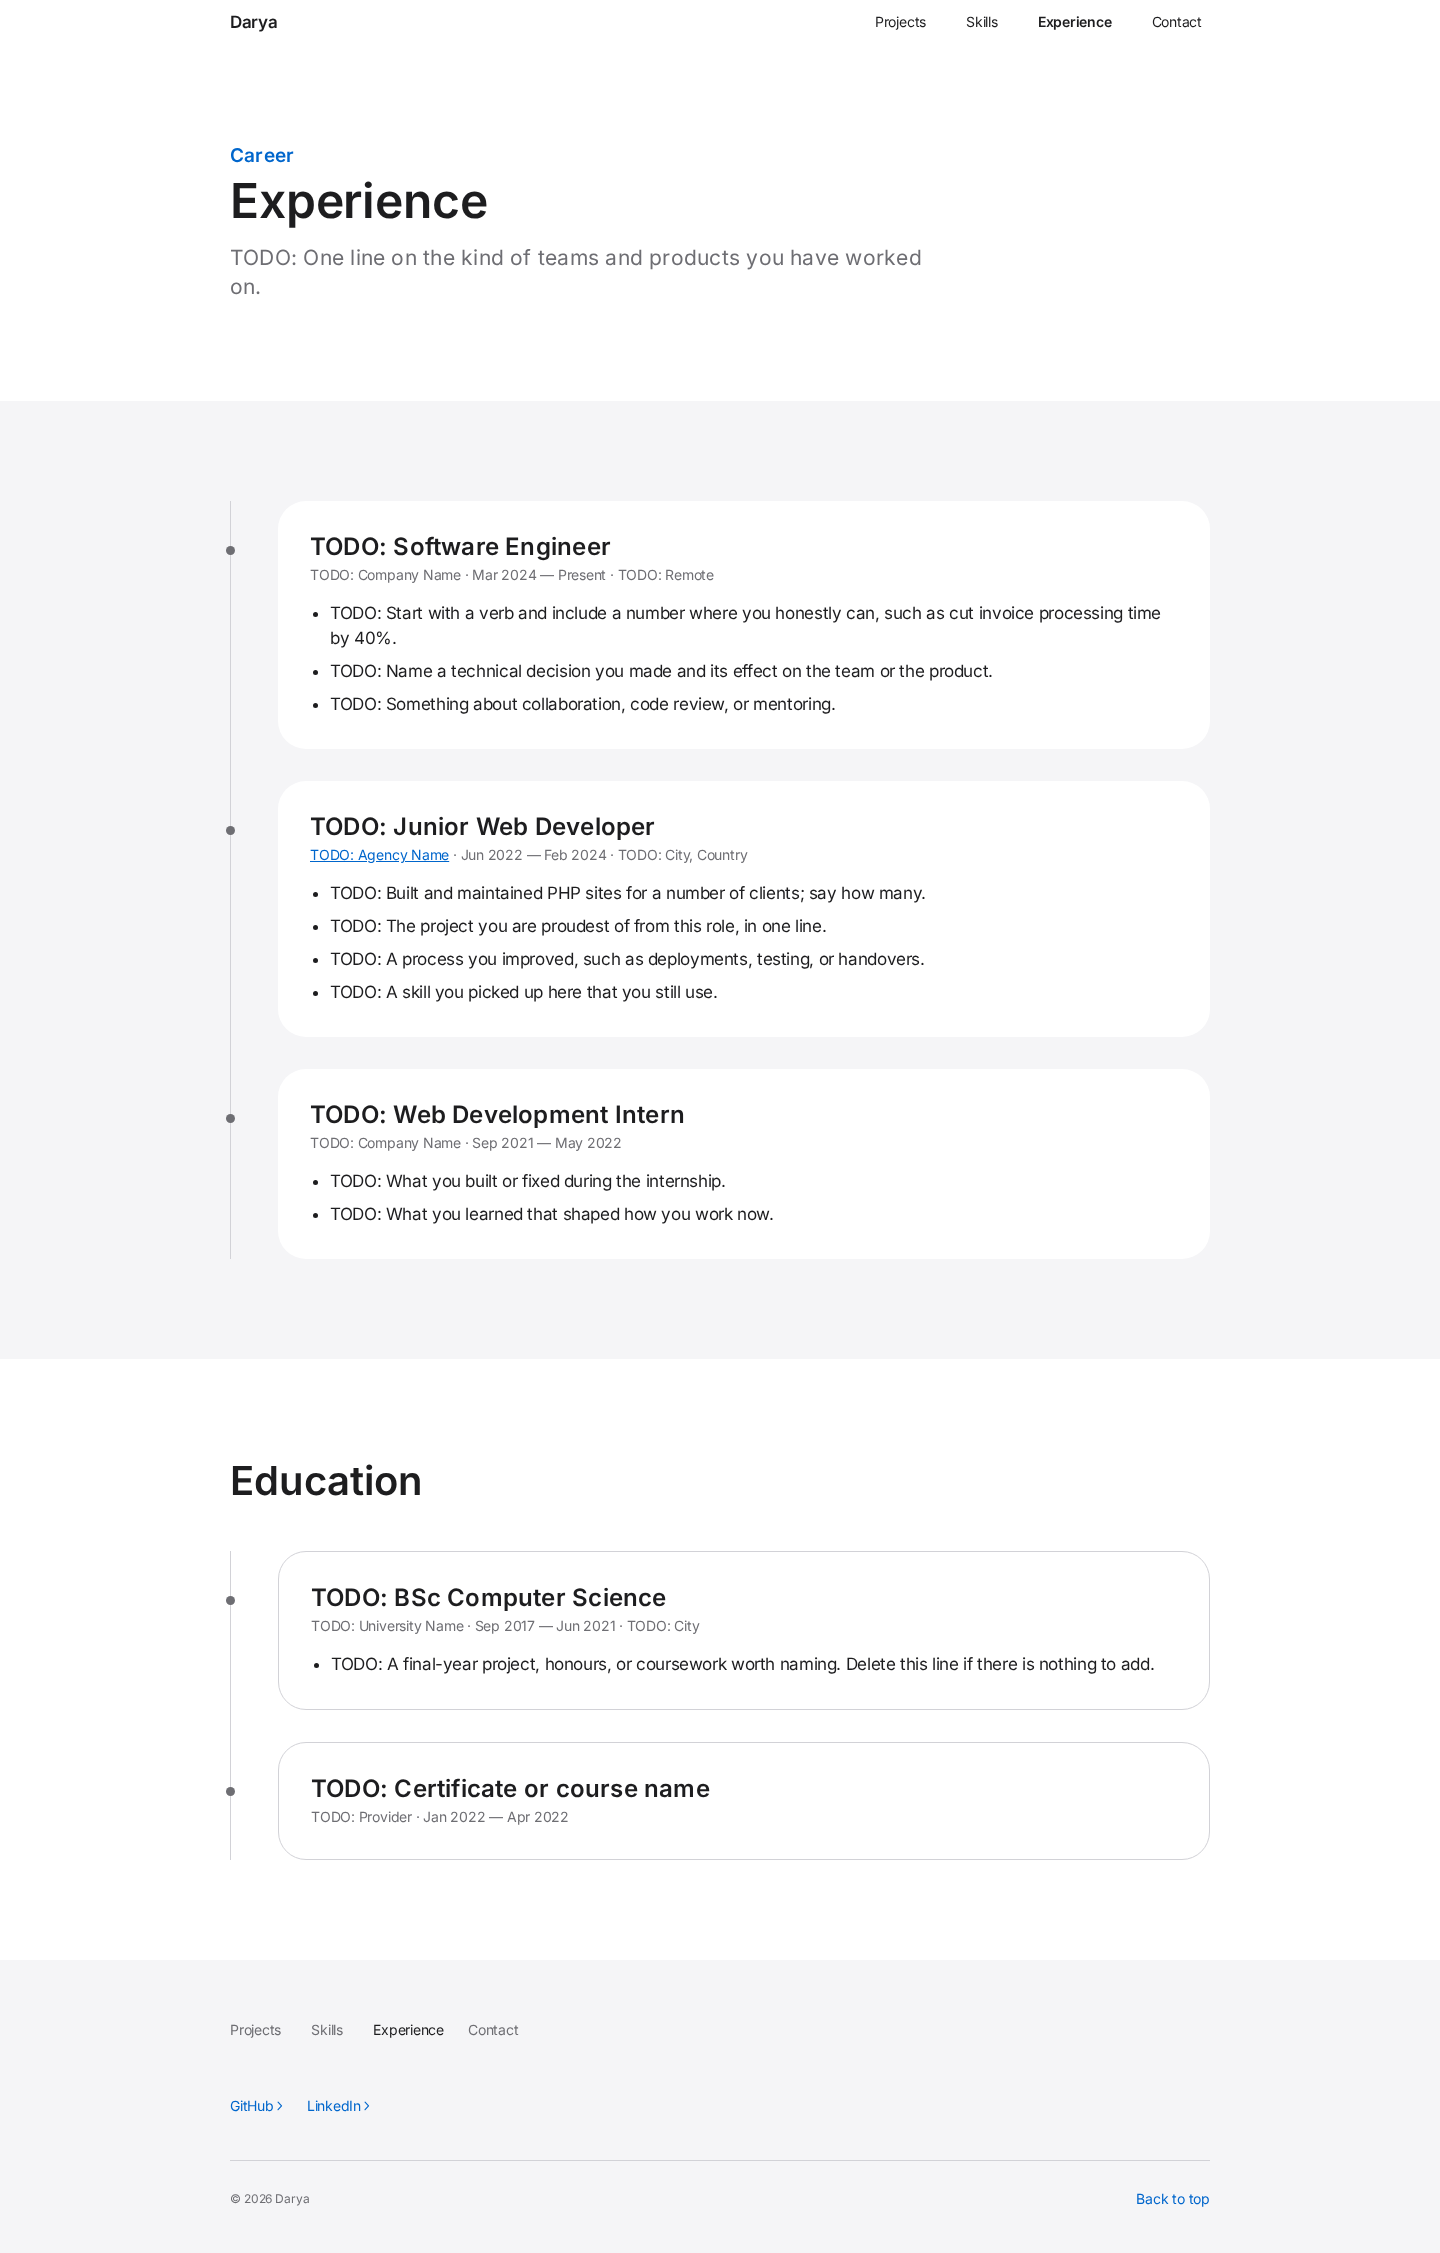 Darya
Projects Skills Experience Contact
Career
Experience
TODO: One line on the kind of teams and products you have worked
on.
TODO: Software Engineer
TODO: Company Name · Mar 2024 — Present · TODO: Remote
• TODO: Start with a verb and include a number where you honestly can, such as cut invoice processing time
by 40%.
• TODO: Name a technical decision you made and its effect on the team or the product.
• TODO: Something about collaboration, code review, or mentoring.
TODO: Junior Web Developer
TODO: Agency Name · Jun 2022 — Feb 2024 · TODO: City, Country
• TODO: Built and maintained PHP sites for a number of clients; say how many.
• TODO: The project you are proudest of from this role, in one line.
• TODO: A process you improved, such as deployments, testing, or handovers.
• TODO: A skill you picked up here that you still use.
TODO: Web Development Intern
TODO: Company Name · Sep 2021 — May 2022
• TODO: What you built or fixed during the internship.
• TODO: What you learned that shaped how you work now.
Education
TODO: BSc Computer Science
TODO: University Name · Sep 2017 — Jun 2021 · TODO: City
• TODO: A final-year project, honours, or coursework worth naming. Delete this line if there is nothing to add.
TODO: Certificate or course name
TODO: Provider · Jan 2022 — Apr 2022
Projects Skills Experience Contact
GitHub › LinkedIn ›
© 2026 Darya
Back to top